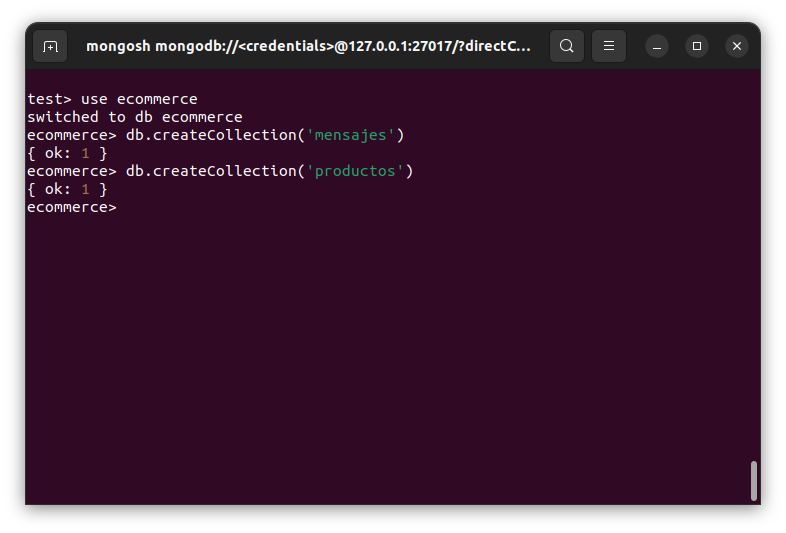 mongosh mongodb://<credentials>@127.0.0.1:27017/?directC...
test> use ecommerce
switched to db ecommerce
ecommerce> db.createCollection('mensajes')
{ ok: 1 }
ecommerce> db.createCollection('productos')
{ ok: 1 }
ecommerce>